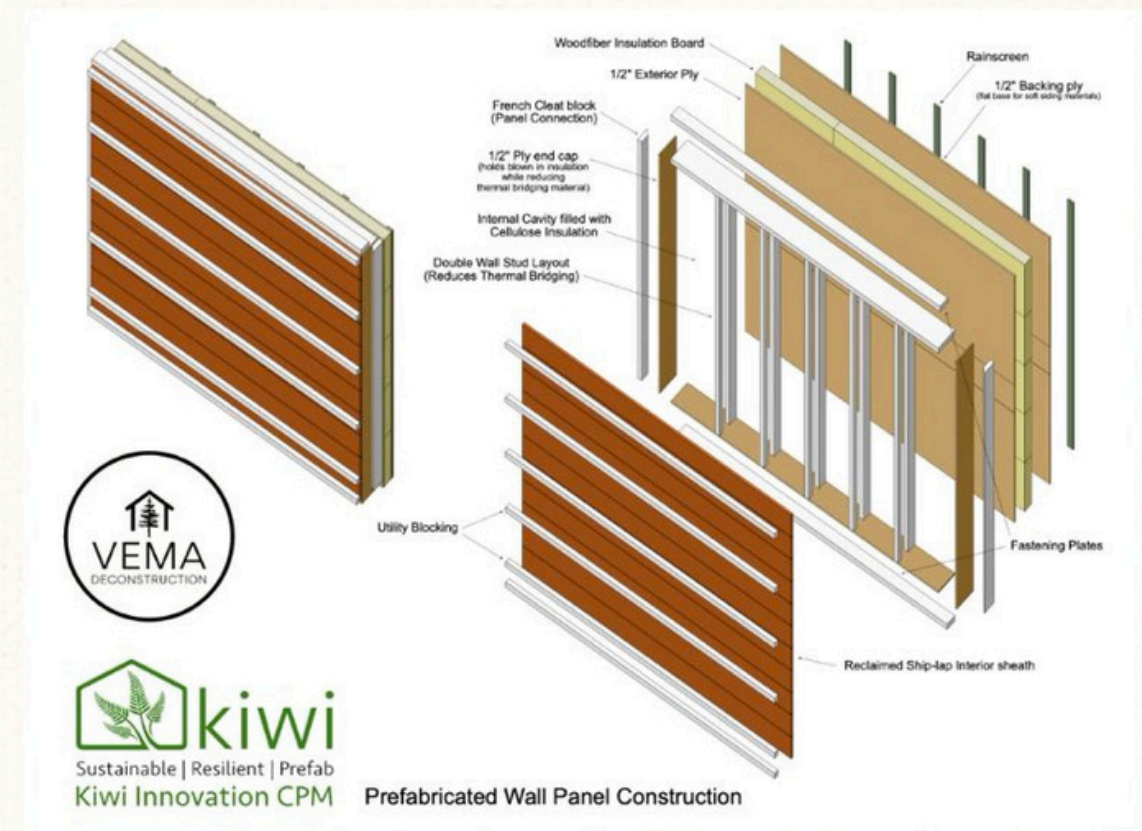 Woodfiber Insulation Board
1/2" Exterior Ply
Rainscreen
1/2" Backing ply
(flat base for soft siding materials)
French Cleat block
(Panel Connection)
1/2" Ply end cap
(holds blown in insulation
while reducing
thermal bridging material)
Internal Cavity filled with
Cellulose Insulation
Double Wall Stud Layout
(Reduces Thermal Bridging)
Utility Blocking
Fastening Plates
Reclaimed Ship-lap Interior sheath
VEMA
DECONSTRUCTION
kiwi
Sustainable | Resilient | Prefab
Kiwi Innovation CPM
Prefabricated Wall Panel Construction